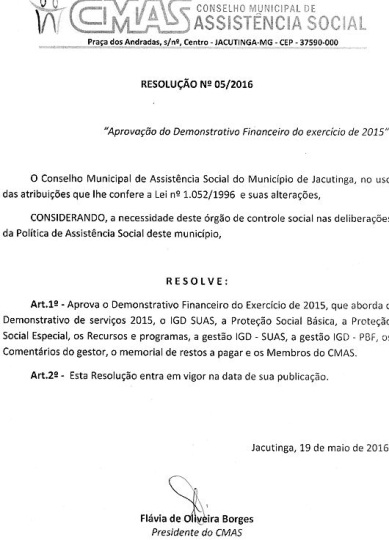 CMAS CONSELHO MUNICIPAL DE
ASSISTÊNCIA SOCIAL
Praça dos Andradas, s/nº, Centro - JACUTINGA-MG - CEP - 37590-000
RESOLUÇÃO Nº 05/2016
"Aprovação do Demonstrativo Financeiro do exercício de 2015"
O Conselho Municipal de Assistência Social do Município de Jacutinga, no uso
das atribuições que lhe confere a Lei nº 1.052/1996 e suas alterações,
CONSIDERANDO, a necessidade deste órgão de controle social nas deliberações
da Política de Assistência Social deste município,
RESOLVE:
Art.1º - Aprova o Demonstrativo Financeiro do Exercício de 2015, que aborda o
Demonstrativo de serviços 2015, o IGD SUAS, a Proteção Social Básica, a Proteção
Social Especial, os Recursos e programas, a gestão IGD - SUAS, a gestão IGD - PBF, os
Comentários do gestor, o memorial de restos a pagar e os Membros do CMAS.
Art.2º - Esta Resolução entra em vigor na data de sua publicação.
Jacutinga, 19 de maio de 2016
Flávia de Oliveira Borges
Presidente do CMAS